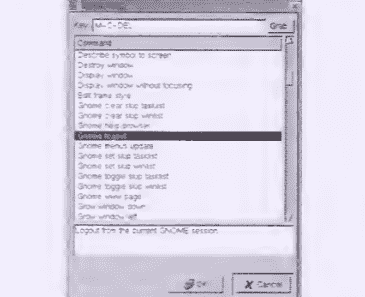 Key: M-C-DEL Grab
Command
Describe symbol to screen
Destroy window
Display window
Display window without focusing
Edit frame style
Gnome clear skip tasklist
Gnome clear skip winlist
Gnome help browser
Gnome logout
Gnome menus update
Gnome set skip tasklist
Gnome set skip winlist
Gnome toggle skip tasklist
Gnome toggle skip winlist
Gnome www page
Grow window down
Grow window left
Logout from the current GNOME session.
OK Cancel